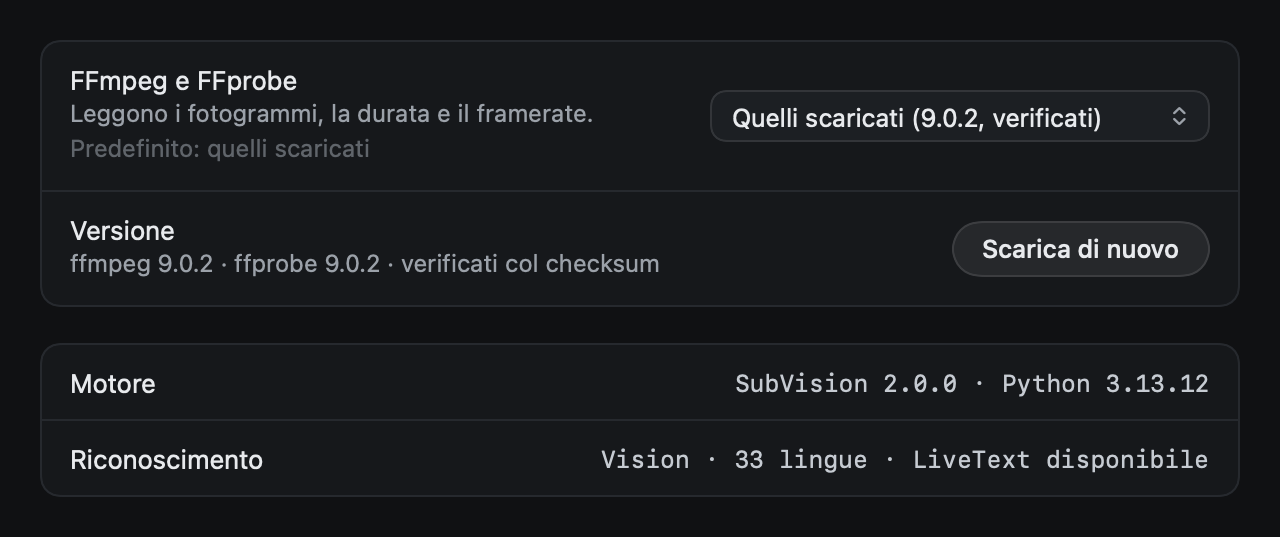 FFmpeg e FFprobe
Leggono i fotogrammi, la durata e il framerate.
Predefinito: quelli scaricati
Quelli scaricati (9.0.2, verificati)
Versione
ffmpeg 9.0.2 · ffprobe 9.0.2 · verificati col checksum
Scarica di nuovo
Motore
SubVision 2.0.0 · Python 3.13.12
Riconoscimento
Vision · 33 lingue · LiveText disponibile